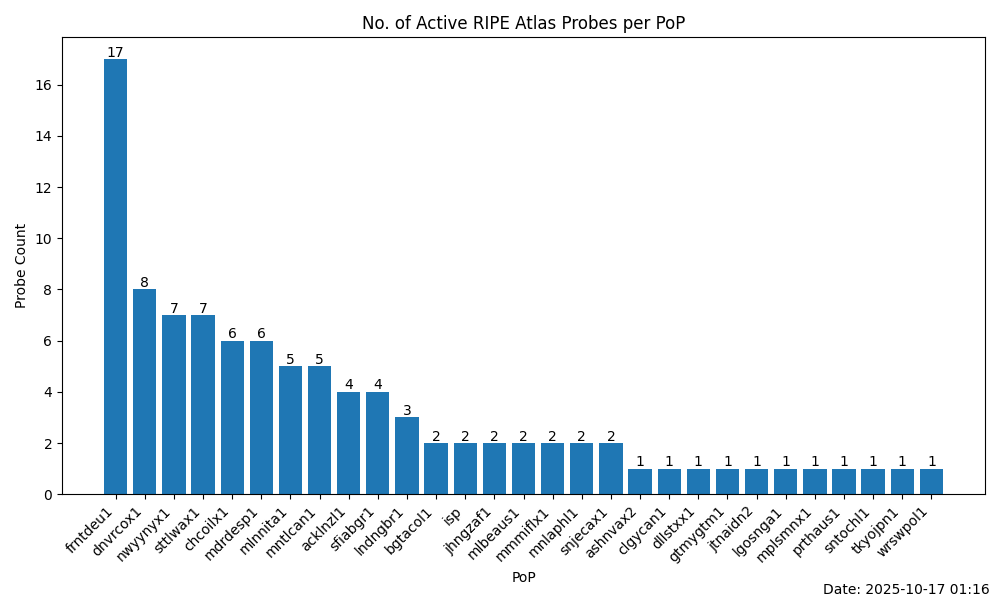 No. of Active RIPE Atlas Probes per PoP
Probe Count
16
14
12
10
8
6
4
2
0
17
8
7
7
6
6
5
5
4
4
3
2
2
2
2
2
2
2
1
1
1
1
1
1
1
1
1
1
1
frntdeu1
dnvrcox1
nwyynyx1
sttlwax1
chcoilx1
mdrdesp1
mlnnita1
mntlcan1
acklnzl1
sfiabgr1
lndngbr1
bgtacol1
isp
jhngzaf1
mlbeaus1
mmmiflx1
mnlaphl1
snjecax1
ashnvax2
clgycan1
dllstxx1
gtmygtm1
jtnaidn2
lgosnga1
mplsmnx1
prthaus1
sntochl1
tkyojpn1
wrswpol1
PoP
Date: 2025-10-17 01:16